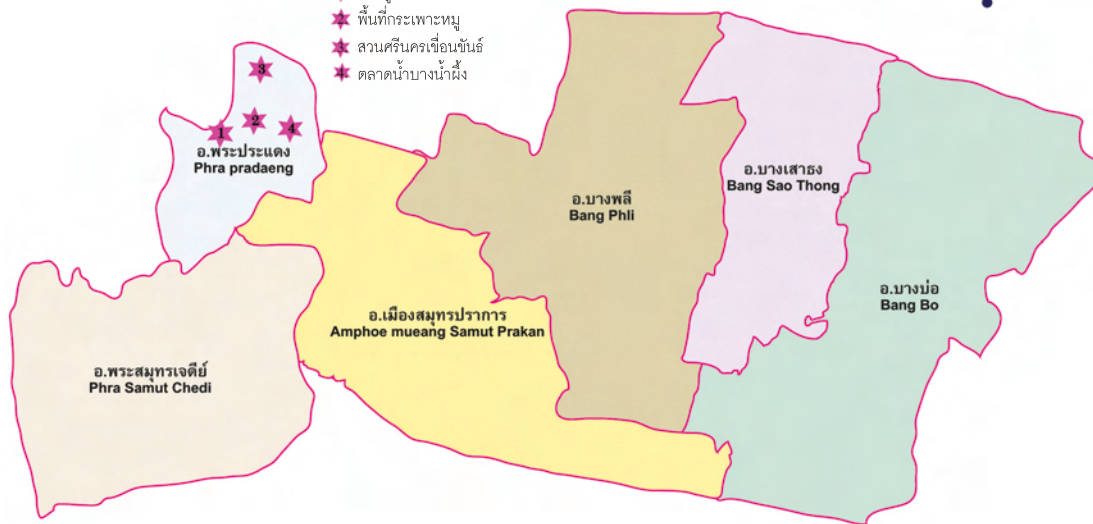 2 พื้นที่กระเพาะหมู
3 สวนศรีนครเขื่อนขันธ์
4 ตลาดน้ำบางน้ำผึ้ง
3
2
1
4
อ.พระประแดง
Phra pradaeng
อ.บางพลี
Bang Phli
อ.บางเสาธง
Bang Sao Thong
อ.บางบ่อ
Bang Bo
อ.เมืองสมุทรปราการ
Amphoe mueang Samut Prakan
อ.พระสมุทรเจดีย์
Phra Samut Chedi